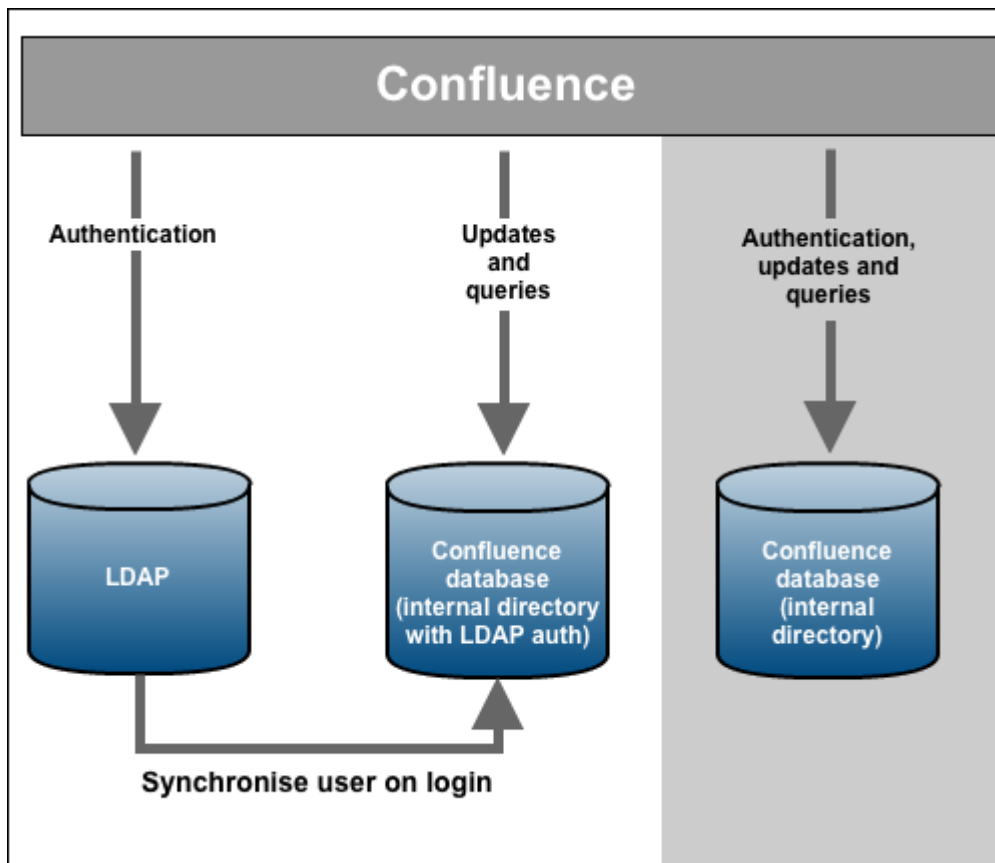 Confluence
Authentication
Updates
and
queries
Authentication,
updates and
queries
LDAP
Confluence
database
(internal directory
with LDAP auth)
Confluence
database
(internal
directory)
Synchronise user on login